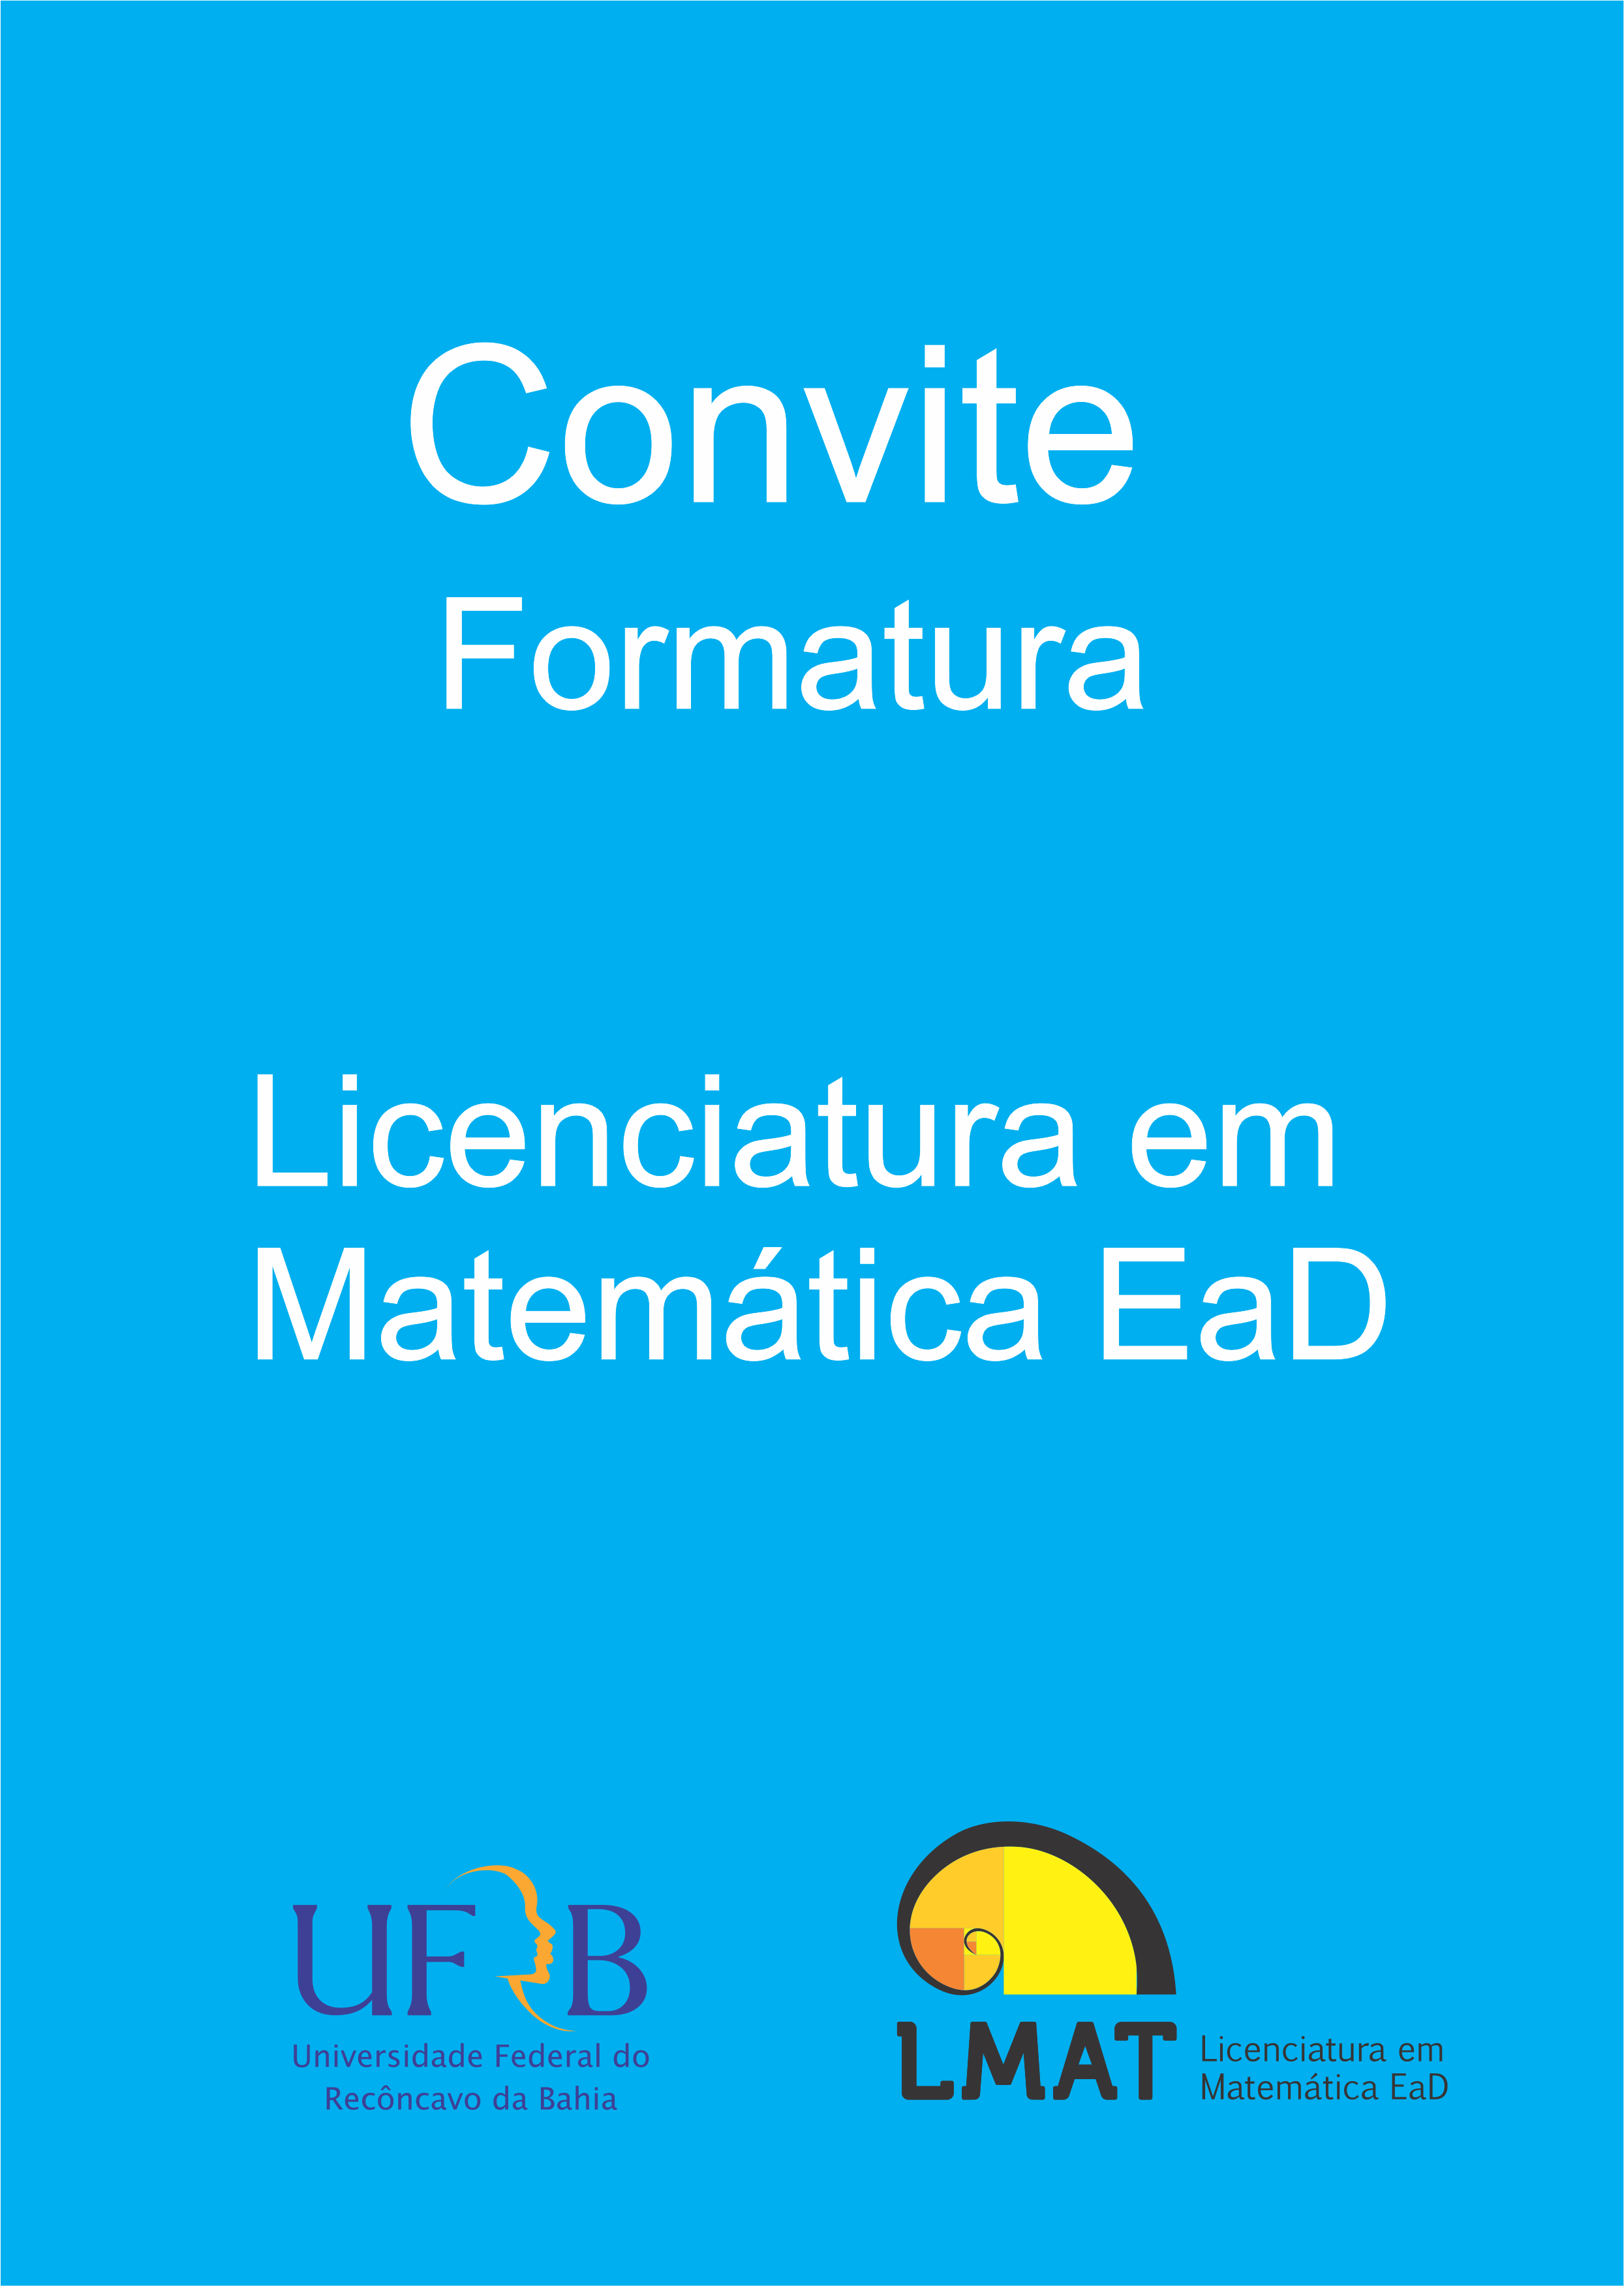 Convite
Formatura
Licenciatura em
Matemática EaD
UFRB
Universidade Federal do
Recôncavo da Bahia
LMAT
Licenciatura em
Matemática EaD